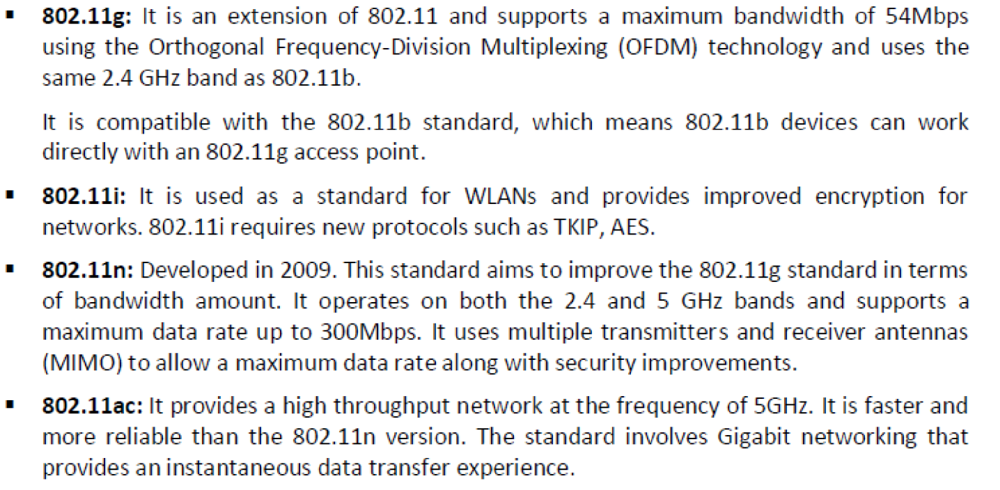 ▪ 802.11g: It is an extension of 802.11 and supports a maximum bandwidth of 54Mbps
using the Orthogonal Frequency-Division Multiplexing (OFDM) technology and uses the
same 2.4 GHz band as 802.11b.
It is compatible with the 802.11b standard, which means 802.11b devices can work
directly with an 802.11g access point.
▪ 802.11i: It is used as a standard for WLANs and provides improved encryption for
networks. 802.11i requires new protocols such as TKIP, AES.
▪ 802.11n: Developed in 2009. This standard aims to improve the 802.11g standard in terms
of bandwidth amount. It operates on both the 2.4 and 5 GHz bands and supports a
maximum data rate up to 300Mbps. It uses multiple transmitters and receiver antennas
(MIMO) to allow a maximum data rate along with security improvements.
▪ 802.11ac: It provides a high throughput network at the frequency of 5GHz. It is faster and
more reliable than the 802.11n version. The standard involves Gigabit networking that
provides an instantaneous data transfer experience.